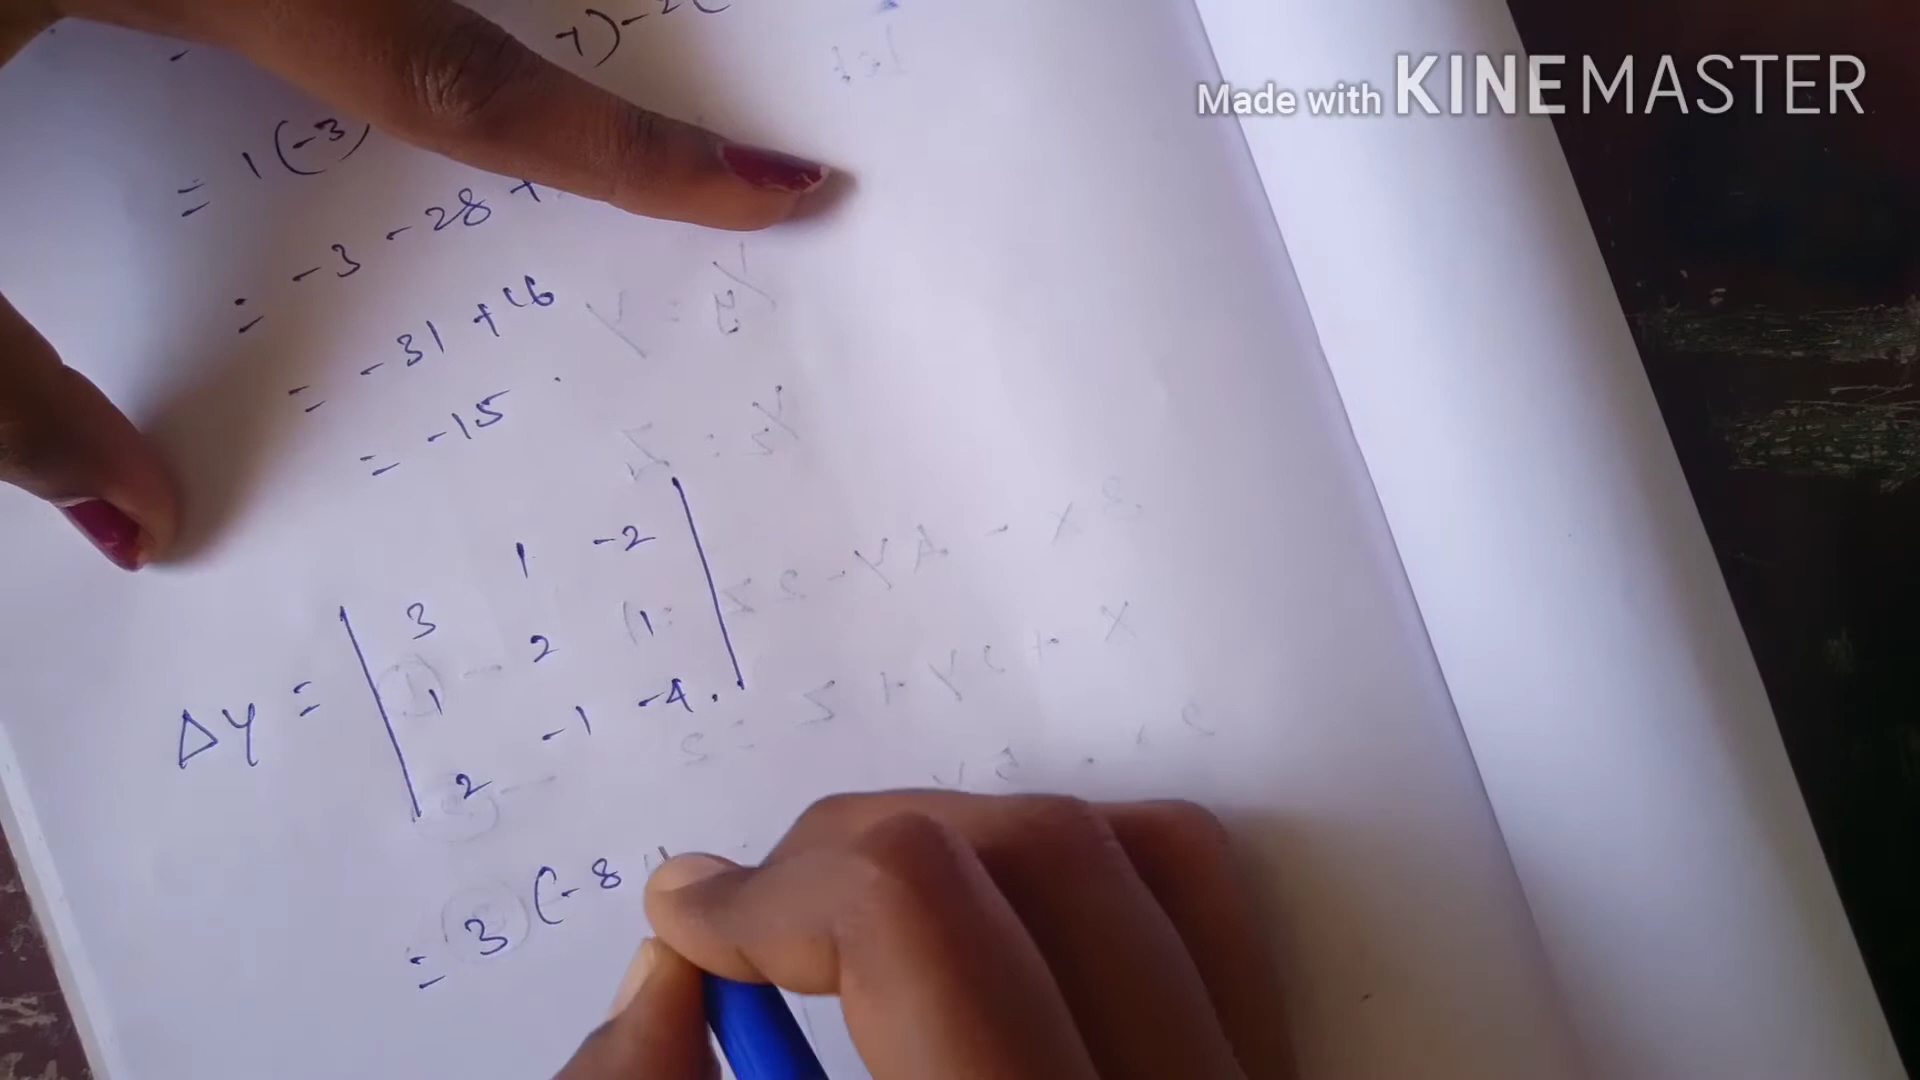 Made with KINEMASTER
7) - 2(
= 1(-3)
= -3 - 28 +
= -31 + 16
= -15
1 -2
3 2 1
ΔY = 1 -1 -4.
2
= 3 (-8